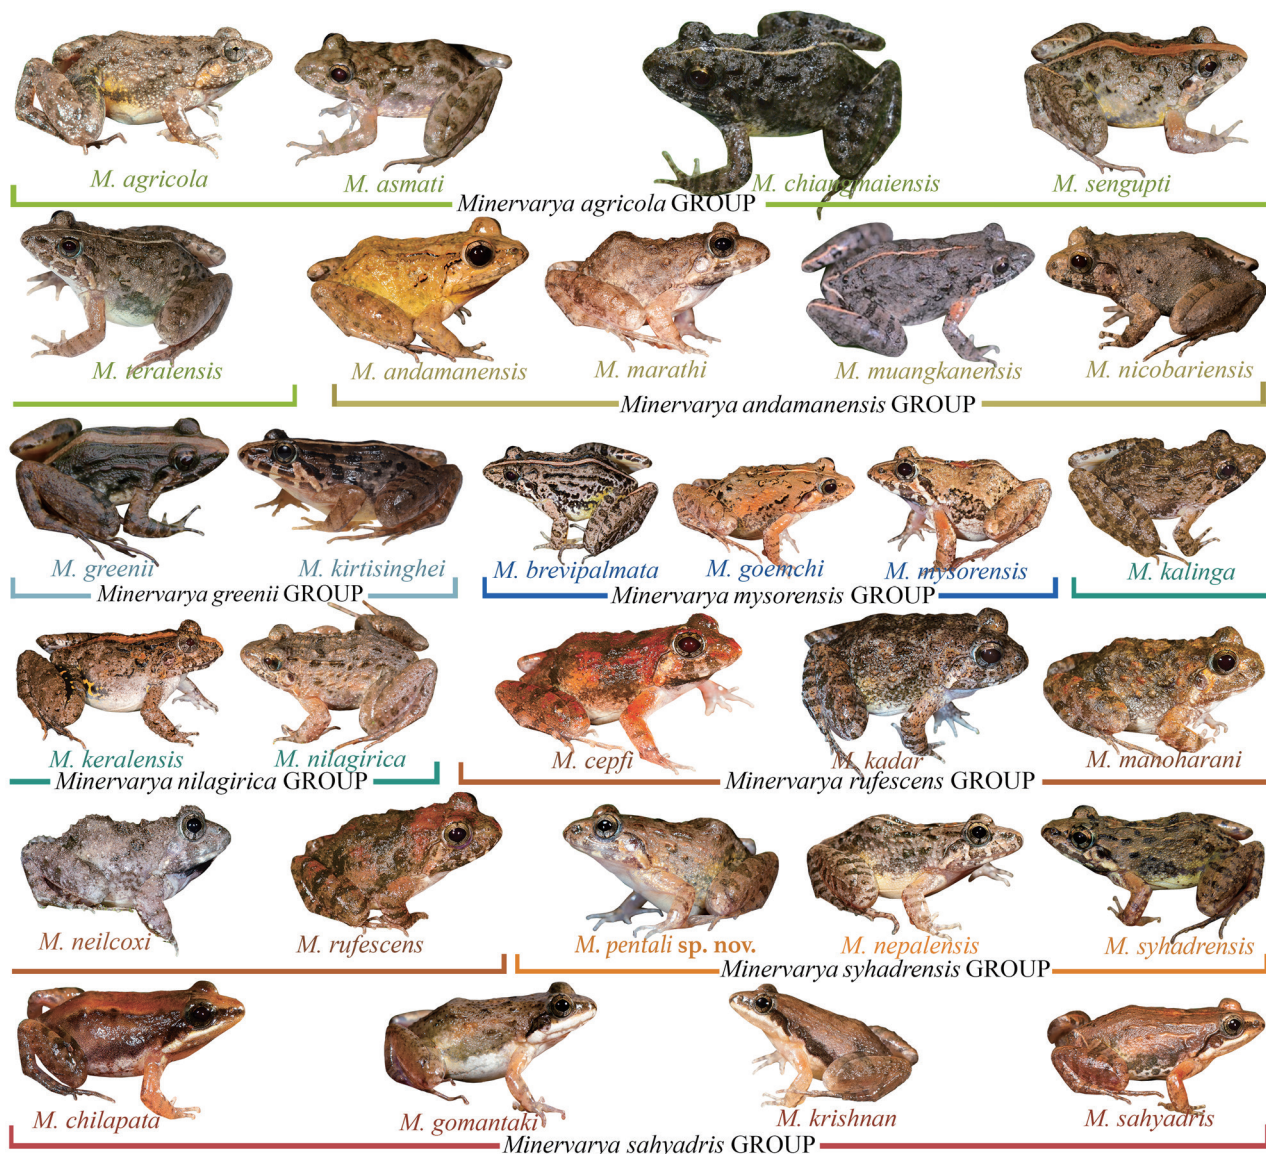 M. agricola
M. asmati
M. chiangmaiensis
M. sengupti
Minervarya agricola GROUP
M. teraiensis
M. andamanensis
M. marathi
M. muangkanensis
M. nicobariensis
Minervarya andamanensis GROUP
M. greenii
M. kirtisinghei
M. brevipalmata
M. goemchi
M. mysorensis
M. kalinga
Minervarya greenii GROUP
Minervarya mysorensis GROUP
M. keralensis
M. nilagirica
M. cepfi
M. kadar
M. manoharani
Minervarya nilagirica GROUP
Minervarya rufescens GROUP
M. neilcoxi
M. rufescens
M. pentali sp. nov.
M. nepalensis
M. syhadrensis
Minervarya syhadrensis GROUP
M. chilapata
M. gomantaki
M. krishnan
M. sahyadris
Minervarya sahyadris GROUP